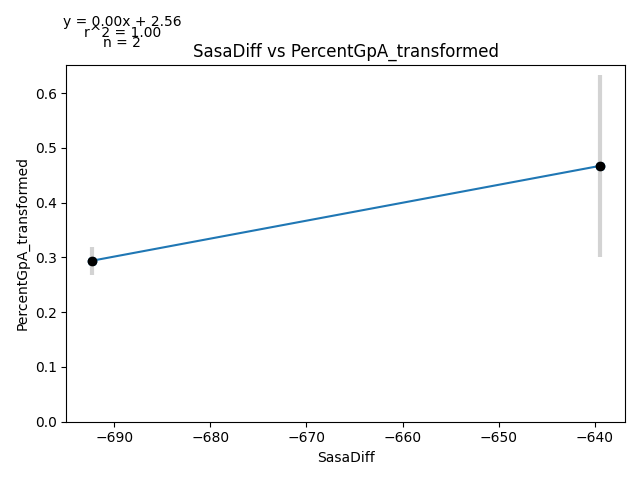 y = 0.00x + 2.56
r^2 = 1.00
n = 2
SasaDiff vs PercentGpA_transformed
0.6
0.5
0.4
0.3
0.2
0.1
0.0
PercentGpA_transformed
−690 −680 −670 −660 −650 −640
SasaDiff